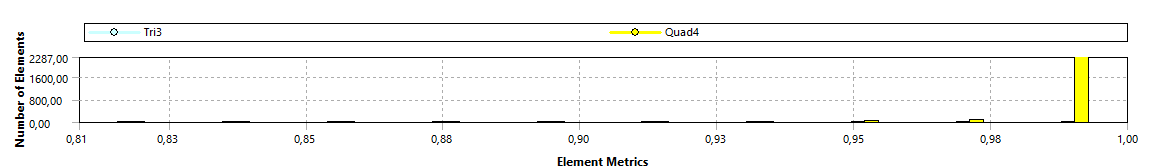 Tri3 Quad4
Number of Elements
2287,00
1600,00
800,00
0,00
0,81 0,83 0,85 0,88 0,90 0,93 0,95 0,98 1,00
Element Metrics